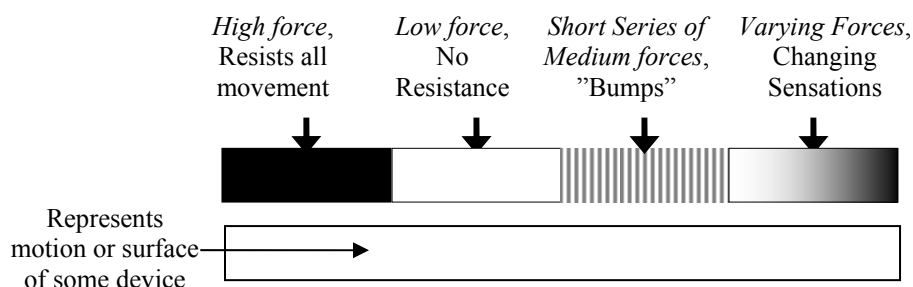 High force,
Resists all
movement
Low force,
No
Resistance
Short Series of
Medium forces,
”Bumps”
Varying Forces,
Changing
Sensations
Represents
motion or surface
of some device